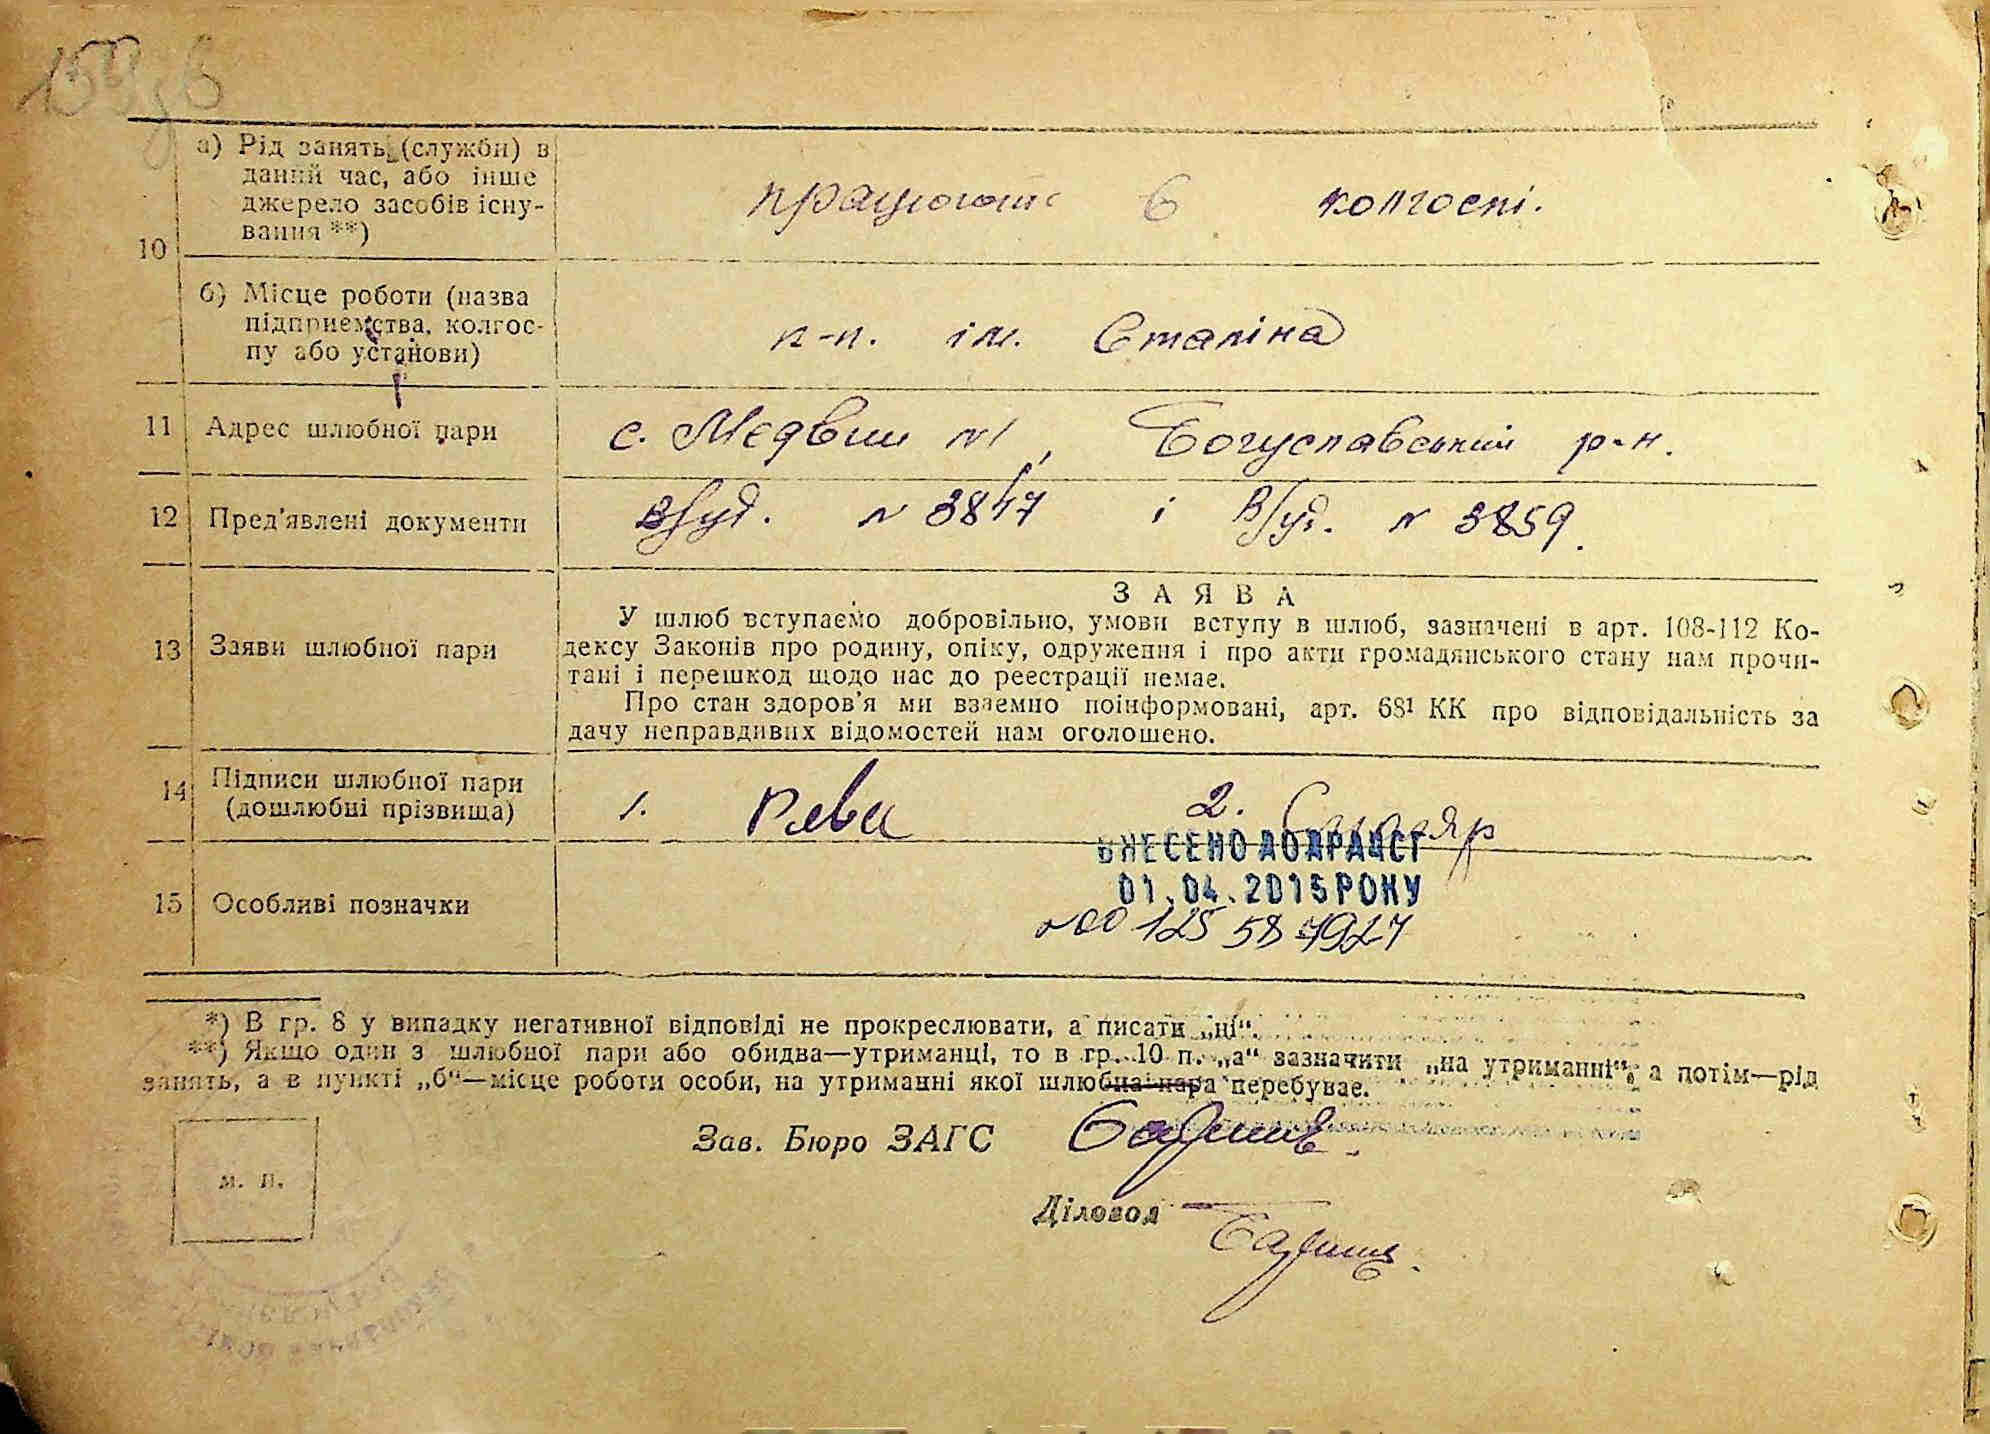 а) Рід занять (служби) в
даний час, або інше
джерело засобів існу-
вання **)
працюють в колгоспі.
10
б) Місце роботи (назва
підприємства, колгос-
пу або установи)
к-п. ім. Сталіна
11 Адрес шлюбної пари
с. Медвин №1, Богуславський р-н.
12 Пред'явлені документи
В/уд. № 3847 і В/уд. № 3859.
13 Заяви шлюбної пари
ЗАЯВА
У шлюб вступаємо добровільно, умови вступу в шлюб, зазначені в арт. 108-112 Ко-
дексу Законів про родину, опіку, одруження і про акти громадянського стану нам прочи-
тані і перешкод щодо нас до реєстрації немає.
Про стан здоров'я ми взаємно поінформовані, арт. 68¹ КК про відповідальність за
дачу неправдивих відомостей нам оголошено.
14 Підписи шлюбної пари
(дошлюбні прізвища)
1. Рева 2.
ВНЕСЕНО ДО ДРАЦСГ
01.04.2015 РОКУ
15 Особливі позначки
*) В гр. 8 у випадку негативної відповіді не прокреслювати, а писати „ні“.
**) Якщо один з шлюбної пари або обидва—утриманці, то в гр. 10 п. „а“ зазначити „на утриманні“, а потім—рід
занять, а в пункті „б“—місце роботи особи, на утриманні якої шлюбна пара перебуває.
Зав. Бюро ЗАГС
м. п.
Діловод